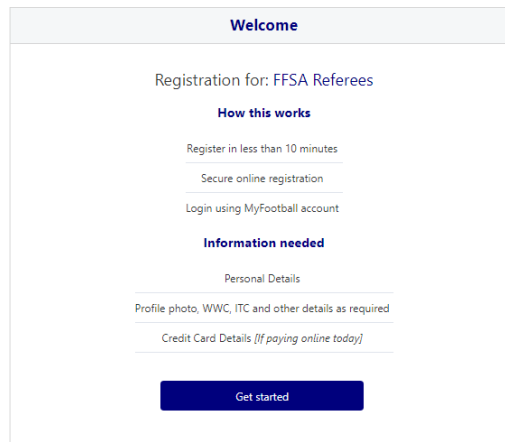 Welcome
Registration for: FFSA Referees
How this works
Register in less than 10 minutes
Secure online registration
Login using MyFootball account
Information needed
Personal Details
Profile photo, WWC, ITC and other details as required
Credit Card Details [If paying online today]
Get started